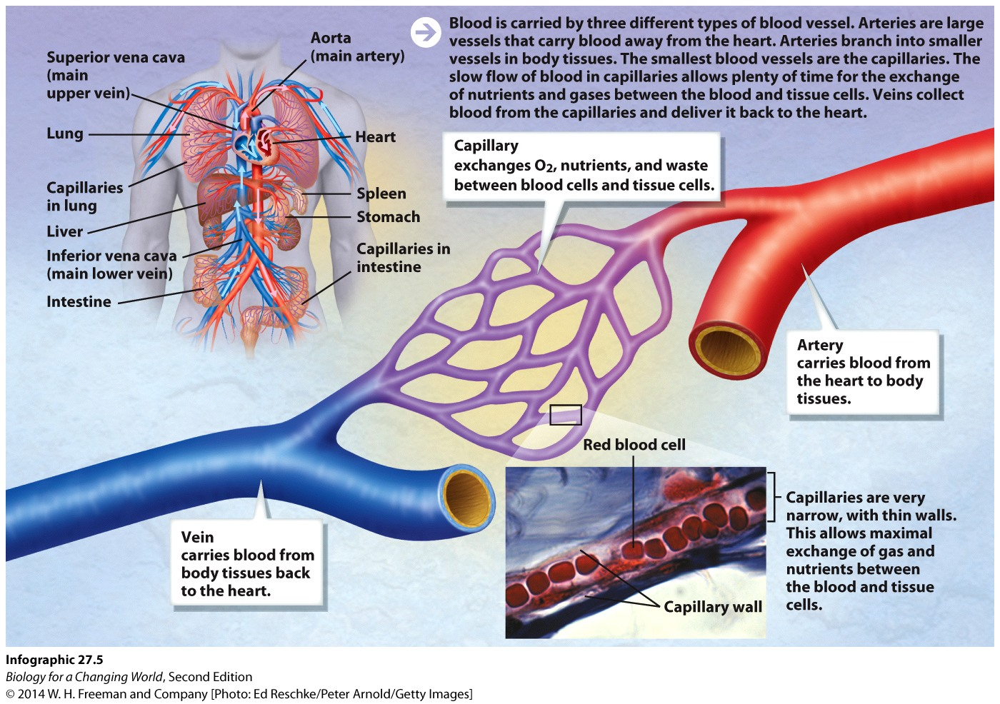 Blood is carried by three different types of blood vessel. Arteries are large
vessels that carry blood away from the heart. Arteries branch into smaller
vessels in body tissues. The smallest blood vessels are the capillaries. The
slow flow of blood in capillaries allows plenty of time for the exchange
of nutrients and gases between the blood and tissue cells. Veins collect
blood from the capillaries and deliver it back to the heart.
Aorta
(main artery)
Superior vena cava
(main
upper vein)
Lung
Heart
Capillaries
in lung
Spleen
Stomach
Liver
Inferior vena cava
(main lower vein)
Capillaries in
intestine
Intestine
Capillary
exchanges O2, nutrients, and waste
between blood cells and tissue cells.
Artery
carries blood from
the heart to body
tissues.
Vein
carries blood from
body tissues back
to the heart.
Red blood cell
Capillary wall
Capillaries are very
narrow, with thin walls.
This allows maximal
exchange of gas and
nutrients between
the blood and tissue
cells.
Infographic 27.5
Biology for a Changing World, Second Edition
© 2014 W. H. Freeman and Company [Photo: Ed Reschke/Peter Arnold/Getty Images]